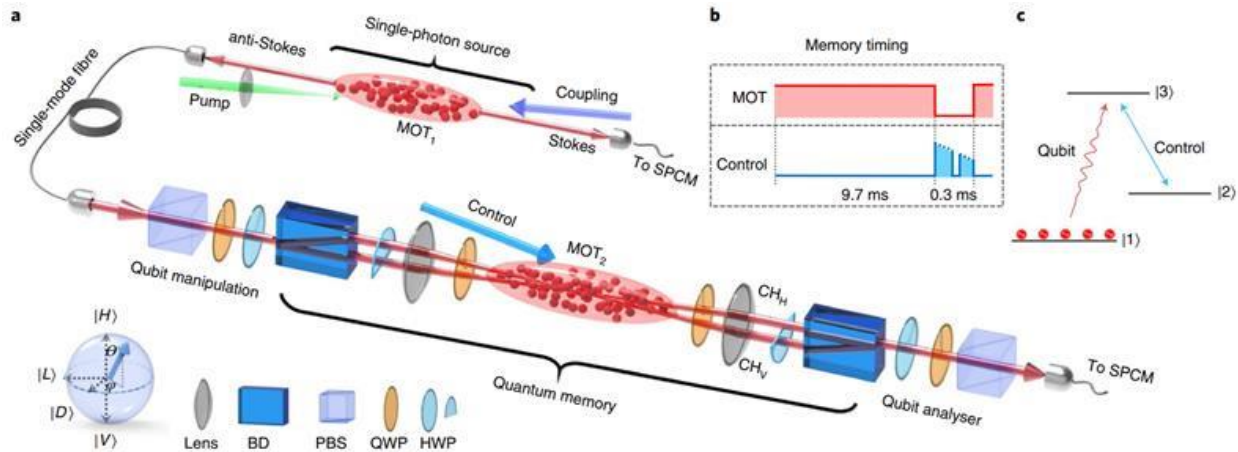 a
Single-photon source
anti-Stokes
Single-mode fibre
Pump
MOT1
Coupling
Stokes
To SPCM
Control
MOT2
Qubit manipulation
CHH
CHV
To SPCM
Quantum memory
Qubit analyser
|H⟩
θ
|L⟩
φ
|D⟩
|V⟩
Lens BD PBS QWP HWP
b
Memory timing
MOT
Control
9.7 ms 0.3 ms
c
|3⟩
Qubit
Control
|2⟩
|1⟩